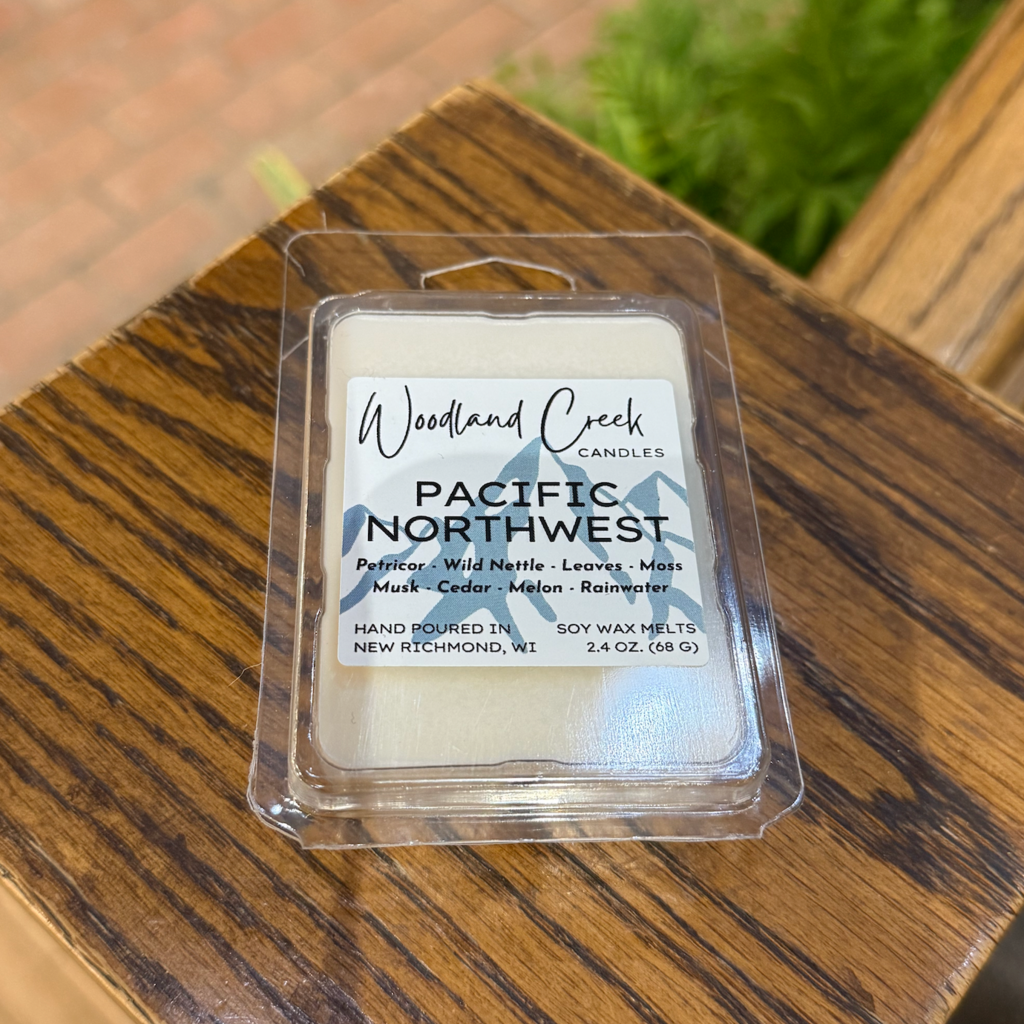 Woodland Creek
CANDLES
PACIFIC
NORTHWEST
Petricor - Wild Nettle - Leaves - Moss
Musk - Cedar - Melon - Rainwater
HAND POURED IN SOY WAX MELTS
NEW RICHMOND, WI 2.4 OZ. (68 G)